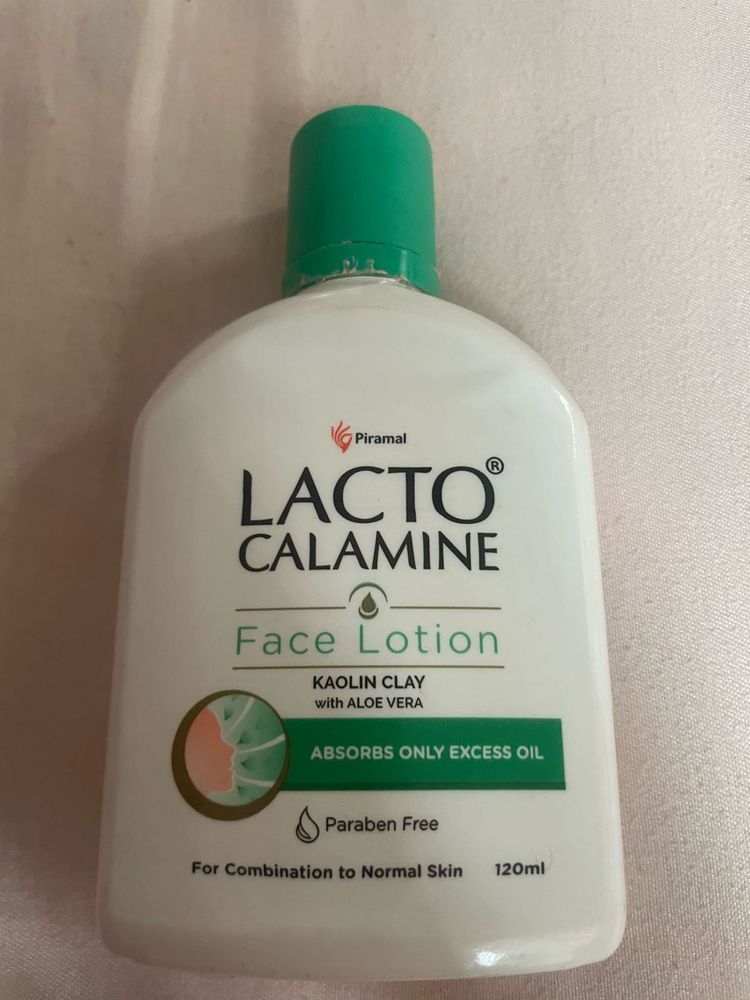 Piramal
LACTO®
CALAMINE
Face Lotion
KAOLIN CLAY
with ALOE VERA
ABSORBS ONLY EXCESS OIL
Paraben Free
For Combination to Normal Skin 120ml